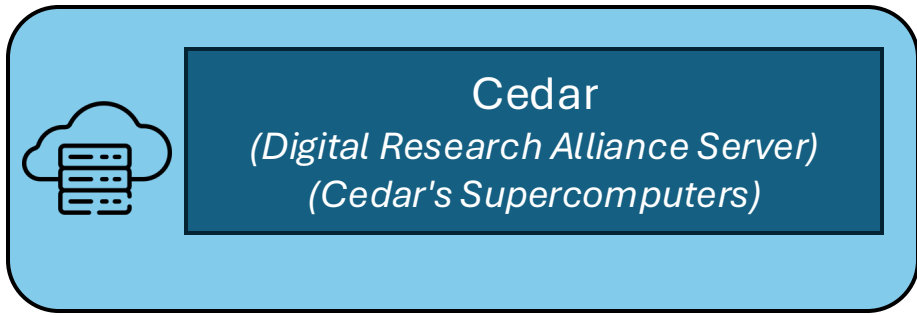 Cedar
(Digital Research Alliance Server)
(Cedar's Supercomputers)